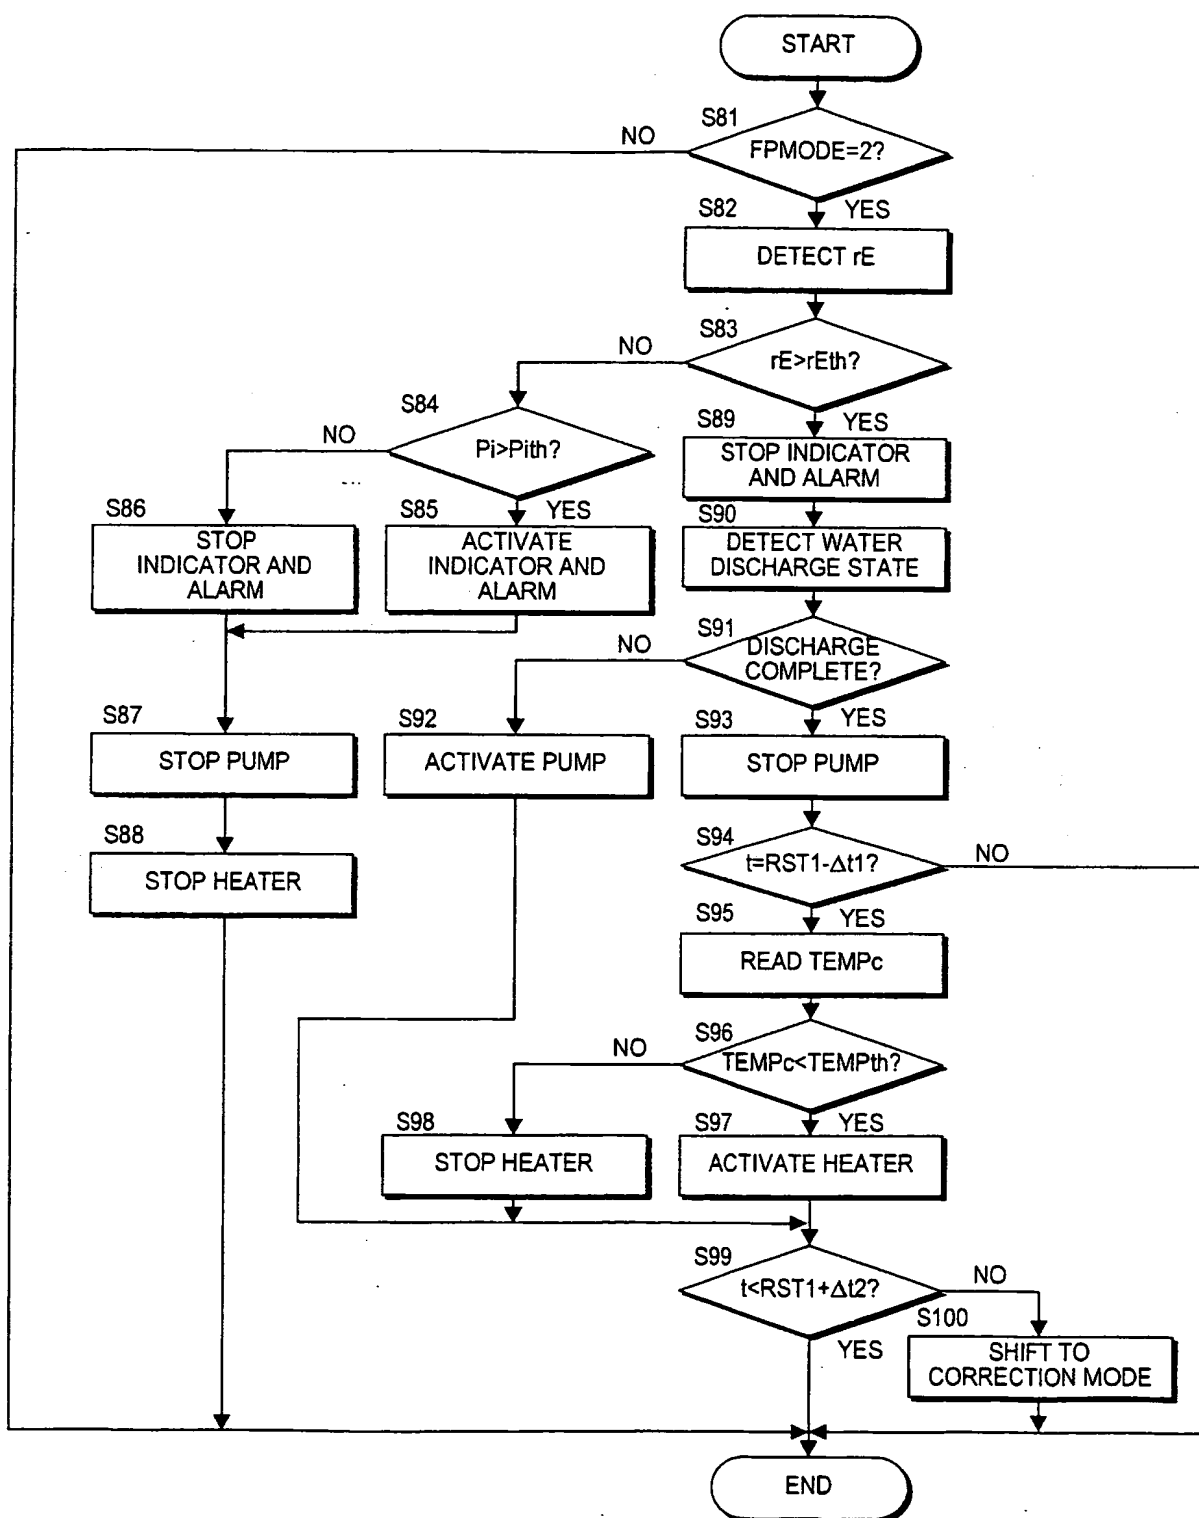 START
S81
NO
FPMODE=2?
YES
S82
DETECT rE
S83
NO
rE>rEth?
YES
S84
NO
Pi>Pith?
YES
S89
STOP INDICATOR
AND ALARM
S86
STOP
INDICATOR AND
ALARM
S85
ACTIVATE
INDICATOR AND
ALARM
S90
DETECT WATER
DISCHARGE STATE
S91
NO
DISCHARGE
COMPLETE?
YES
S87
STOP PUMP
S92
ACTIVATE PUMP
S93
STOP PUMP
S88
STOP HEATER
S94
t=RST1-Δt1?
NO
YES
S95
READ TEMPc
S96
NO
TEMPc<TEMPth?
YES
S98
STOP HEATER
S97
ACTIVATE HEATER
S99
t<RST1+Δt2?
NO
YES
S100
SHIFT TO
CORRECTION MODE
END